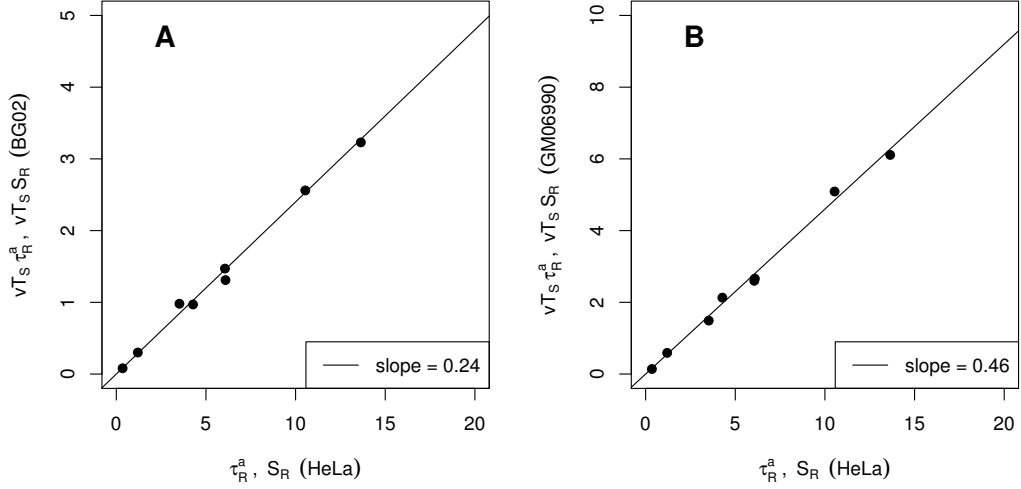 A
vT_S τ_R^a , vT_S S_R (BG02)
5
4
3
2
1
0
slope = 0.24
0 5 10 15 20
τ_R^a , S_R (HeLa)
B
vT_S τ_R^a , vT_S S_R (GM06990)
10
8
6
4
2
0
slope = 0.46
0 5 10 15 20
τ_R^a , S_R (HeLa)